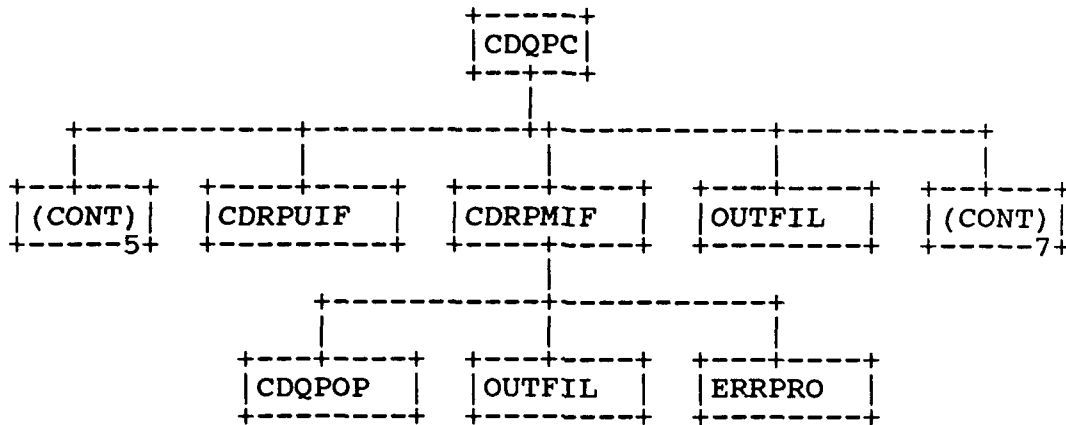 CDQPC
(CONT) CDRPUIF CDRPMIF OUTFIL (CONT)
5 7
CDQPOP OUTFIL ERRPRO